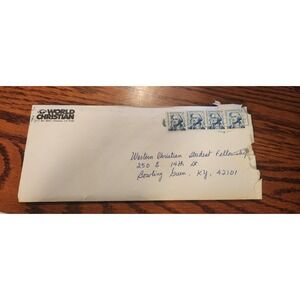 WORLD
CHRISTIAN
Western Christian Student Fellowship
250 E 14th St
Bowling Green, KY, 42101